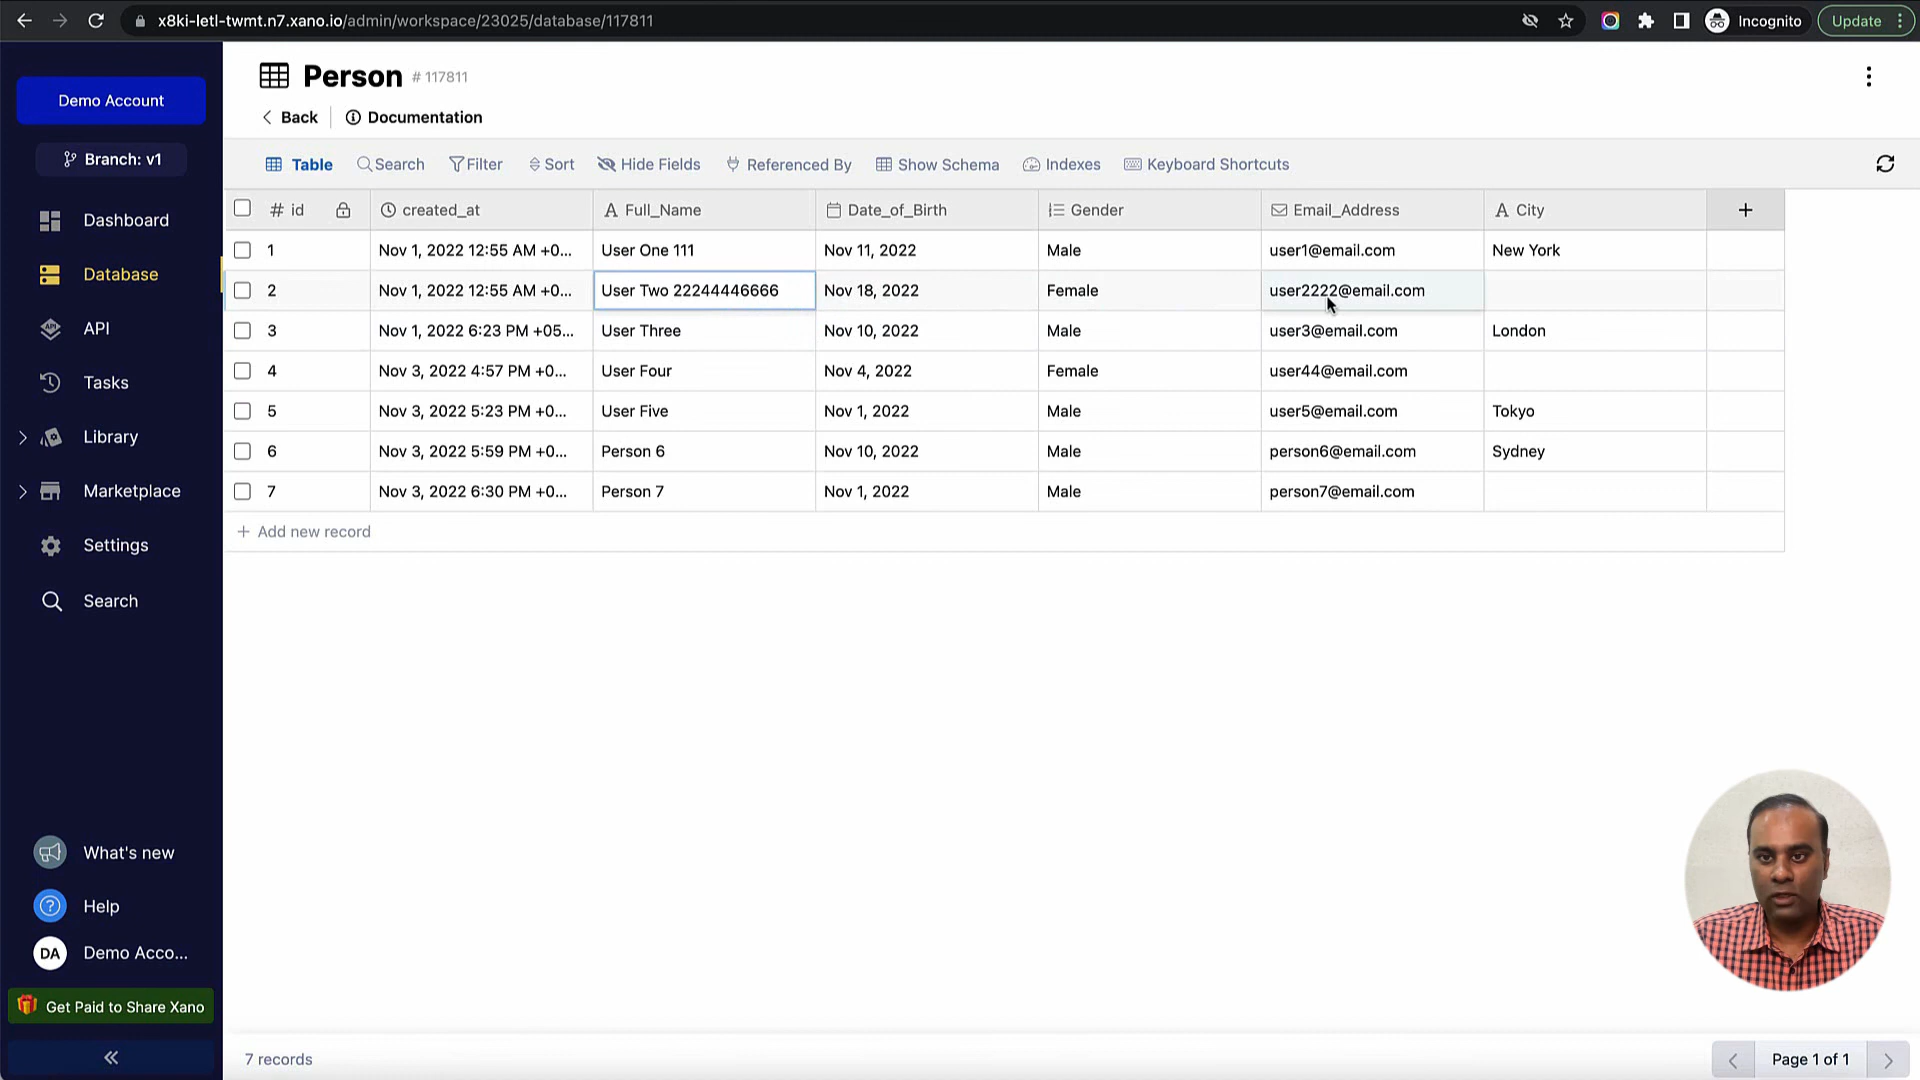 x8ki-letl-twmt.n7.xano.io/admin/workspace/23025/database/117811
Incognito
Update
Demo Account
Branch: v1
Dashboard
Database
API
Tasks
Library
Marketplace
Settings
Search
What's new
Help
DA
Demo Acco...
Get Paid to Share Xano
Person # 117811
Back
Documentation
Table Search Filter Sort Hide Fields Referenced By Show Schema Indexes Keyboard Shortcuts
# id created_at Full_Name Date_of_Birth Gender Email_Address City +
1 Nov 1, 2022 12:55 AM +0... User One 111 Nov 11, 2022 Male user1@email.com New York
2 Nov 1, 2022 12:55 AM +0... User Two 22244446666 Nov 18, 2022 Female user2222@email.com
3 Nov 1, 2022 6:23 PM +05... User Three Nov 10, 2022 Male user3@email.com London
4 Nov 3, 2022 4:57 PM +0... User Four Nov 4, 2022 Female user44@email.com
5 Nov 3, 2022 5:23 PM +0... User Five Nov 1, 2022 Male user5@email.com Tokyo
6 Nov 3, 2022 5:59 PM +0... Person 6 Nov 10, 2022 Male person6@email.com Sydney
7 Nov 3, 2022 6:30 PM +0... Person 7 Nov 1, 2022 Male person7@email.com
+ Add new record
7 records
Page 1 of 1